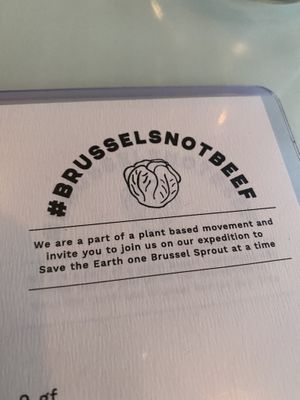 #BRUSSELSNOTBEEF
We are a part of a plant based movement and
invite you to join us on our expedition to
Save the Earth one Brussel Sprout at a time
gf